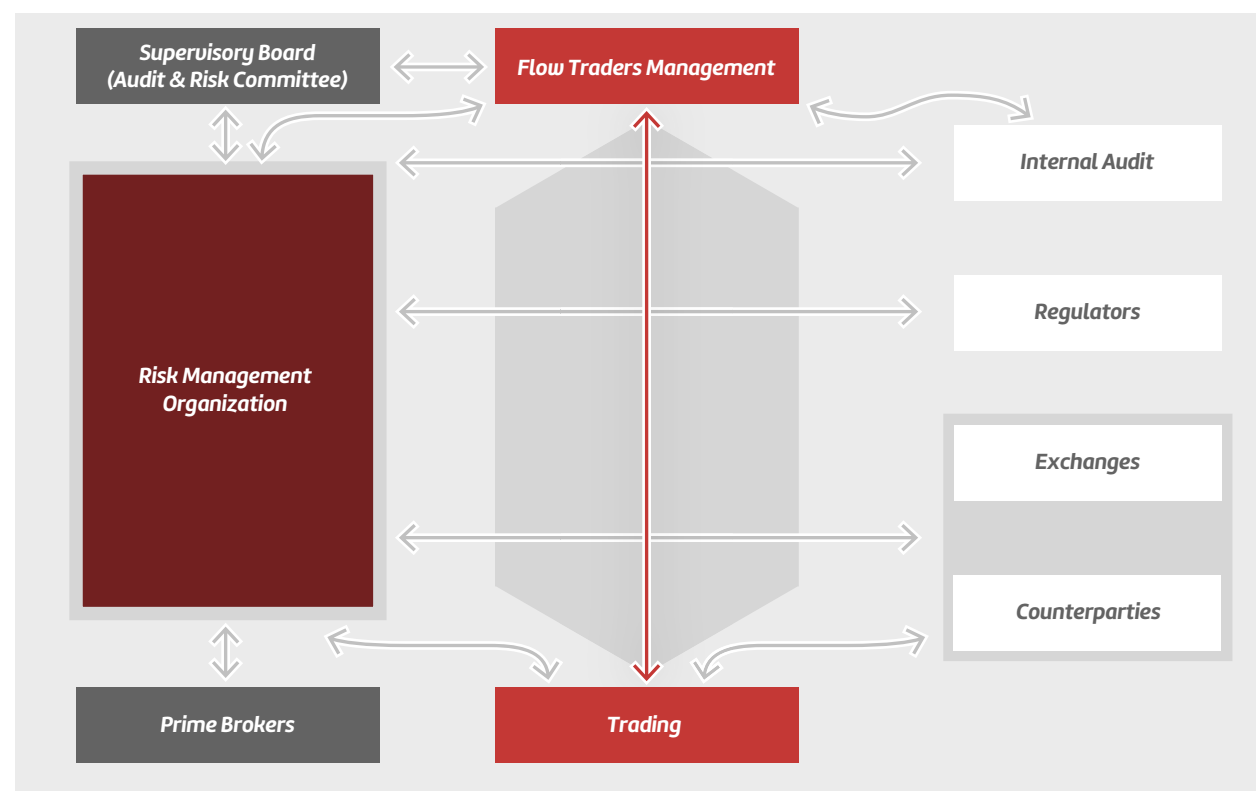 Supervisory Board
(Audit & Risk Committee)
Flow Traders Management
Internal Audit
Regulators
Risk Management
Organization
Exchanges
Counterparties
Prime Brokers
Trading